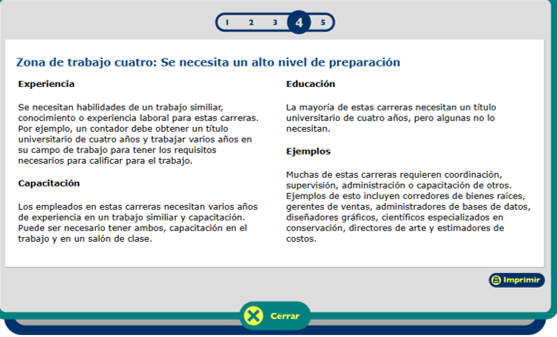 1 2 3 4 5
Zona de trabajo cuatro: Se necesita un alto nivel de preparación
Experiencia
Se necesitan habilidades de un trabajo similiar,
conocimiento o experiencia laboral para estas carreras.
Por ejemplo, un contador debe obtener un título
universitario de cuatro años y trabajar varios años en
su campo de trabajo para tener los requisitos
necesarios para calificar para el trabajo.
Capacitación
Los empleados en estas carreras necesitan varios años
de experiencia en un trabajo similar y capacitación.
Puede ser necesario tener ambos, capacitación en el
trabajo y en un salón de clase.
Educación
La mayoría de estas carreras necesitan un título
universitario de cuatro años, pero algunas no lo
necesitan.
Ejemplos
Muchas de estas carreras requieren coordinación,
supervisión, administración o capacitación de otros.
Ejemplos de esto incluyen corredores de bienes raíces,
gerentes de ventas, administradores de bases de datos,
diseñadores gráficos, científicos especializados en
conservación, directores de arte y estimadores de
costos.
Imprimir
Cerrar